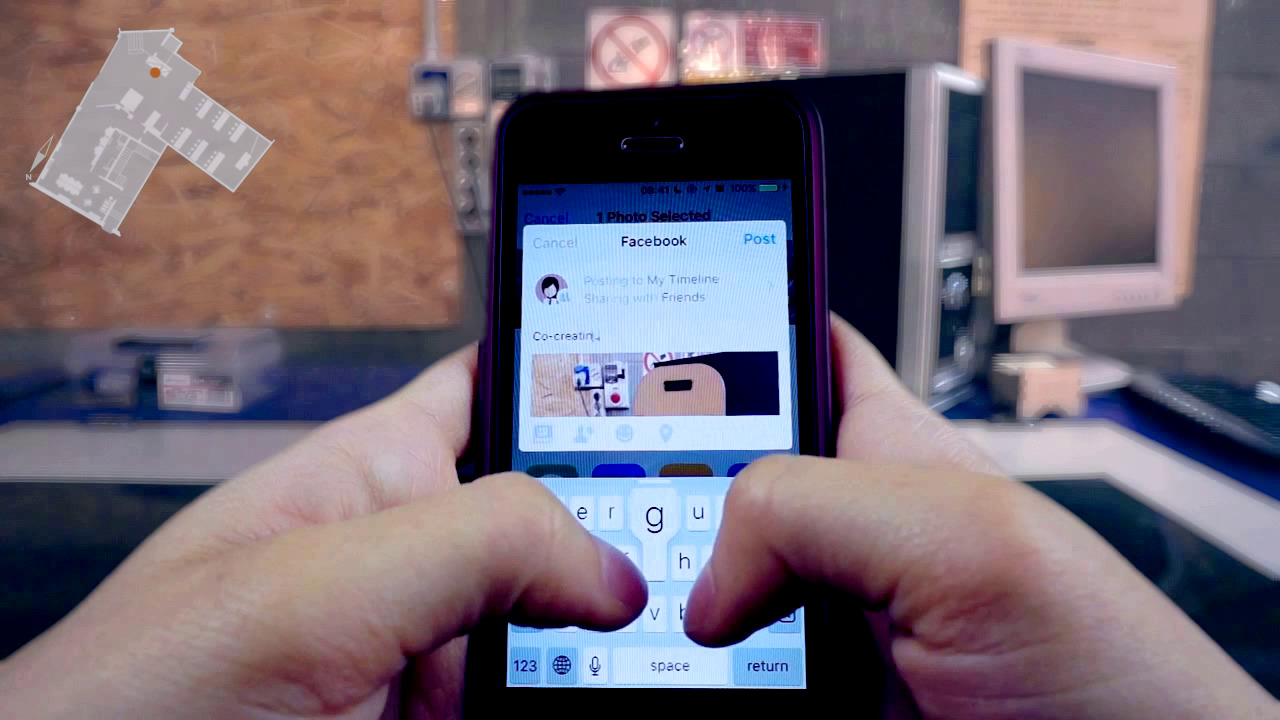 N
09:41 100%
Cancel 1 Photo Selected
Cancel Facebook Post
Posting to My Timeline
Sharing with Friends
Co-creatin
e r g u
h
v b
123 space return